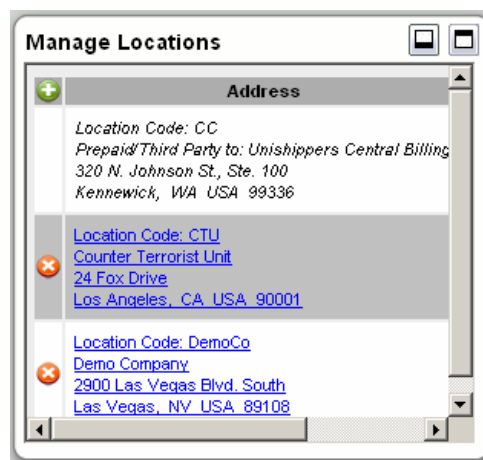 Manage Locations
Address
Location Code: CC
Prepaid/Third Party to: Unishippers Central Billing
320 N. Johnson St., Ste. 100
Kennewick, WA USA 99336
Location Code: CTU
Counter Terrorist Unit
24 Fox Drive
Los Angeles, CA USA 90001
Location Code: DemoCo
Demo Company
2900 Las Vegas Blvd. South
Las Vegas, NV USA 89108